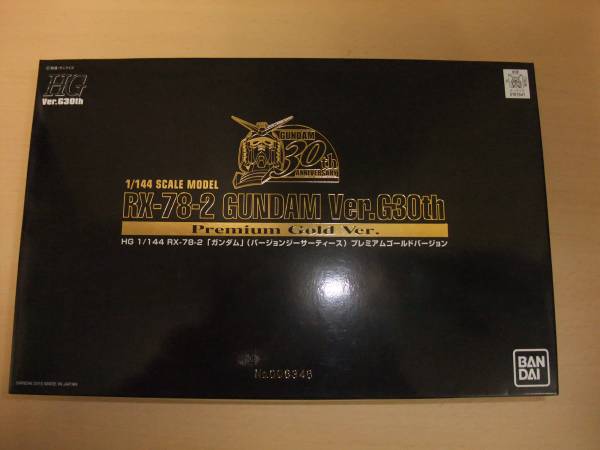 HG
Ver.G30th
GUNDAM
30th
ANNIVERSARY
1/144 SCALE MODEL
RX-78-2 GUNDAM Ver.G30th
Premium Gold Ver.
HG 1/144 RX-78-2「ガンダム」(バージョンジーサーティース) プレミアムゴールドバージョン
BAN
DAI